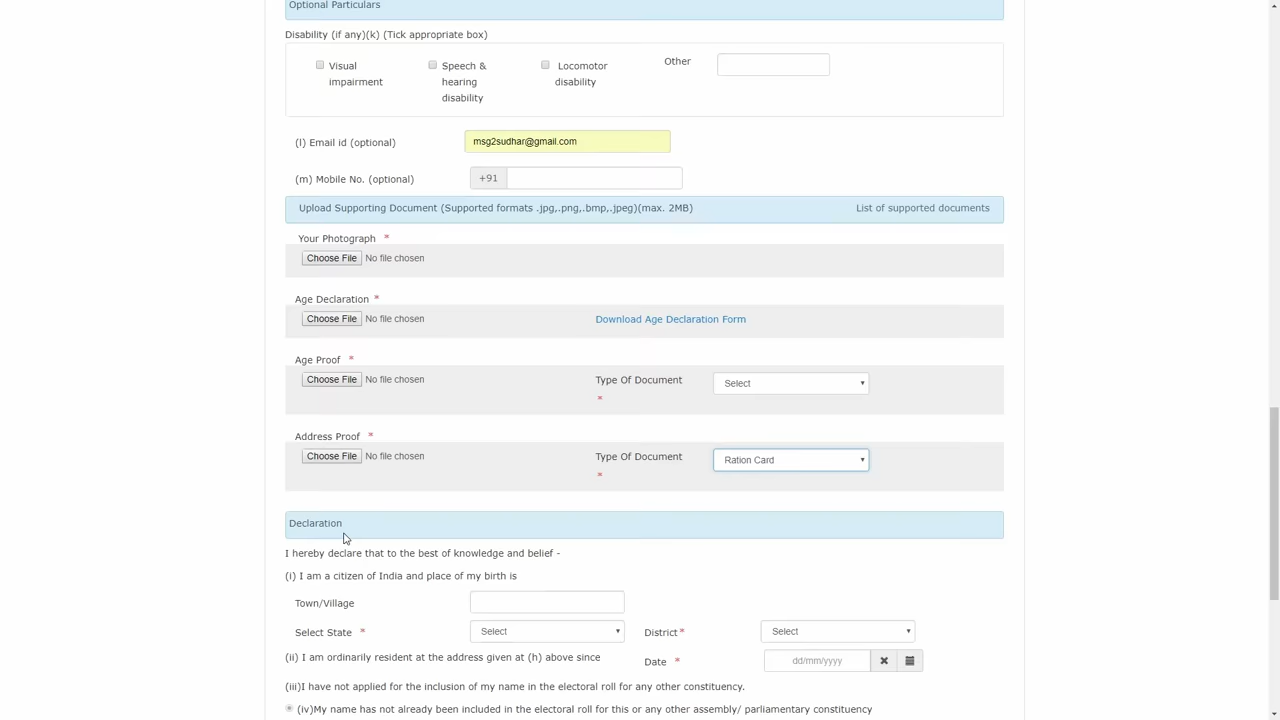 Optional Particulars
Disability (if any)(k) (Tick appropriate box)
Visual impairment
Speech & hearing disability
Locomotor disability
Other
(l) Email id (optional) msg2sudhar@gmail.com
(m) Mobile No. (optional) +91
Upload Supporting Document (Supported formats .jpg,.png,.bmp,.jpeg)(max. 2MB) List of supported documents
Your Photograph *
Choose File No file chosen
Age Declaration *
Choose File No file chosen Download Age Declaration Form
Age Proof *
Choose File No file chosen Type Of Document * Select
Address Proof *
Choose File No file chosen Type Of Document * Ration Card
Declaration
I hereby declare that to the best of knowledge and belief -
(i) I am a citizen of India and place of my birth is
Town/Village
Select State * Select District* Select
(ii) I am ordinarily resident at the address given at (h) above since Date * dd/mm/yyyy
(iii)I have not applied for the inclusion of my name in the electoral roll for any other constituency.
(iv)My name has not already been included in the electoral roll for this or any other assembly/ parliamentary constituency